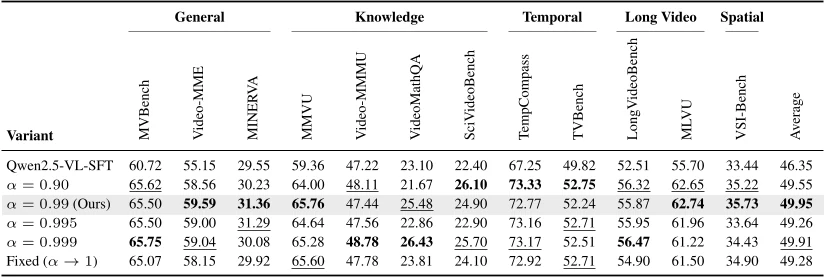 General Knowledge Temporal Long Video Spatial
Variant MVBench Video-MME MINERVA MMVU Video-MMMU VideoMathQA SciVideoBench TempCompass TVBench LongVideoBench MLVU VSI-Bench Average
Qwen2.5-VL-SFT 60.72 55.15 29.55 59.36 47.22 23.10 22.40 67.25 49.82 52.51 55.70 33.44 46.35
α = 0.90 65.62 58.56 30.23 64.00 48.11 21.67 26.10 73.33 52.75 56.32 62.65 35.22 49.55
α = 0.99 (Ours) 65.50 59.59 31.36 65.76 47.44 25.48 24.90 72.77 52.24 55.87 62.74 35.73 49.95
α = 0.995 65.50 59.00 31.29 64.64 47.56 22.86 22.90 73.16 52.71 55.95 61.96 33.64 49.26
α = 0.999 65.75 59.04 30.08 65.28 48.78 26.43 25.70 73.17 52.51 56.47 61.22 34.43 49.91
Fixed (α → 1) 65.07 58.15 29.92 65.60 47.78 23.81 24.10 72.92 52.71 54.90 61.50 34.90 49.28